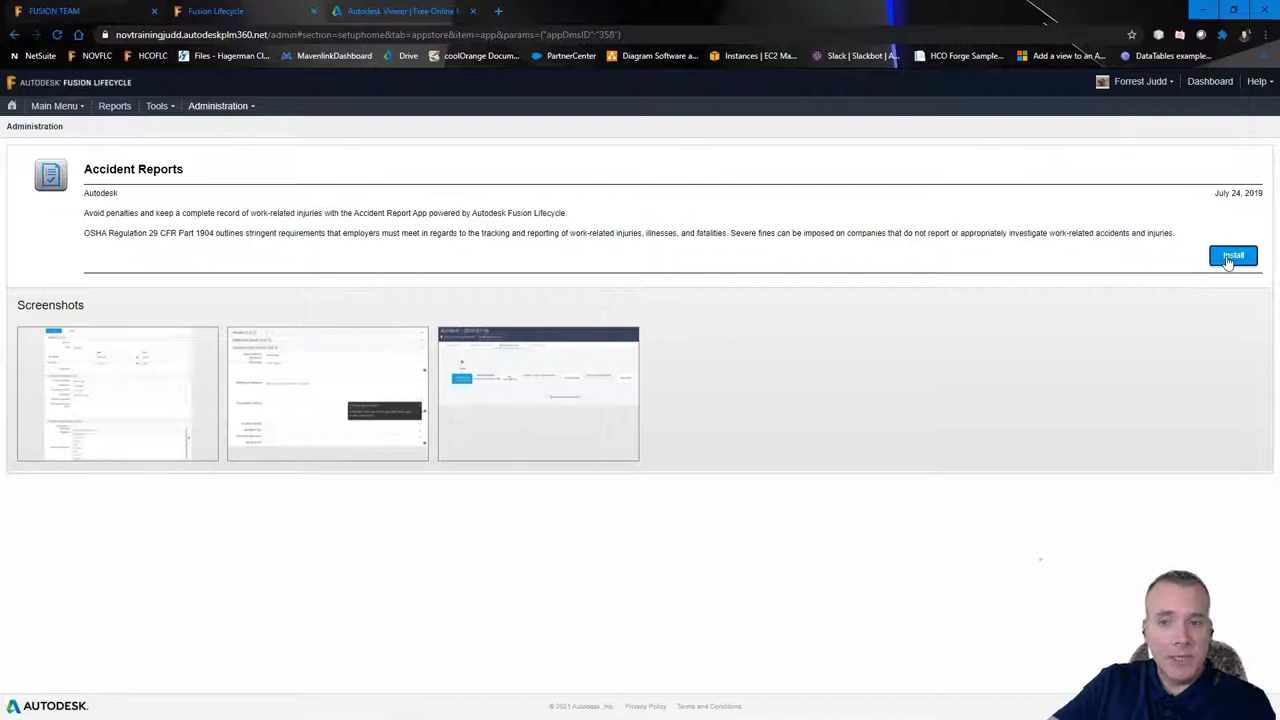 FUSION TEAM
Fusion Lifecycle
Autodesk Viewer | Free Online
novtrainingjudd.autodeskplm360.net/admin#section=setuphome&tab=appstore&item=app&params={"appDmsID":"358"}
NetSuite
NOVFLC
HCOFLC
Files - Hagerman Cl...
MavenlinkDashboard
Drive
coolOrange Docum...
PartnerCenter
Diagram Software a...
Instances | EC2 Ma...
Slack | Slackbot | A...
HCO Forge Sample...
Add a view to an A...
DataTables example...
AUTODESK® FUSION LIFECYCLE
Forrest Judd
Dashboard
Help
Main Menu
Reports
Tools
Administration
Administration
Accident Reports
Autodesk
July 24, 2019
Avoid penalties and keep a complete record of work-related injuries with the Accident Report App powered by Autodesk Fusion Lifecycle.
OSHA Regulation 29 CFR Part 1904 outlines stringent requirements that employers must meet in regards to the tracking and reporting of work-related injuries, illnesses, and fatalities. Severe fines can be imposed on companies that do not report or appropriately investigate work-related accidents and injuries.
Install
Screenshots
AUTODESK.
© 2021 Autodesk, Inc
Privacy Policy
Terms and Conditions